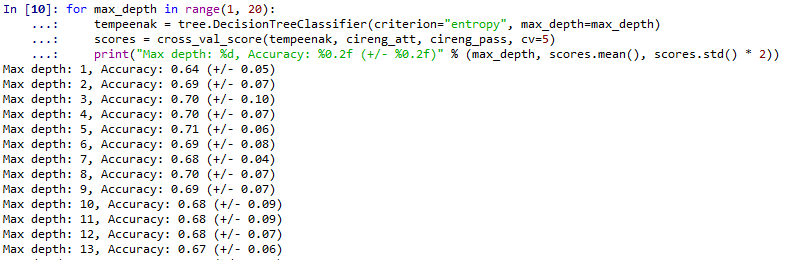 In [10]: for max_depth in range(1, 20):
...: tempeenak = tree.DecisionTreeClassifier(criterion="entropy", max_depth=max_depth)
...: scores = cross_val_score(tempeenak, cireng_att, cireng_pass, cv=5)
...: print("Max depth: %d, Accuracy: %0.2f (+/- %0.2f)" % (max_depth, scores.mean(), scores.std() * 2))
Max depth: 1, Accuracy: 0.64 (+/- 0.05)
Max depth: 2, Accuracy: 0.69 (+/- 0.07)
Max depth: 3, Accuracy: 0.70 (+/- 0.10)
Max depth: 4, Accuracy: 0.70 (+/- 0.07)
Max depth: 5, Accuracy: 0.71 (+/- 0.06)
Max depth: 6, Accuracy: 0.69 (+/- 0.08)
Max depth: 7, Accuracy: 0.68 (+/- 0.04)
Max depth: 8, Accuracy: 0.70 (+/- 0.07)
Max depth: 9, Accuracy: 0.69 (+/- 0.07)
Max depth: 10, Accuracy: 0.68 (+/- 0.09)
Max depth: 11, Accuracy: 0.68 (+/- 0.09)
Max depth: 12, Accuracy: 0.68 (+/- 0.07)
Max depth: 13, Accuracy: 0.67 (+/- 0.06)